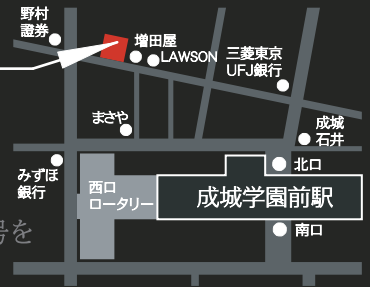 野村
證券
増田屋
LAWSON
三菱東京
UFJ銀行
まさや
成城
石井
みずほ
銀行
西口
ロータリー
北口
成城学園前駅
南口
号を